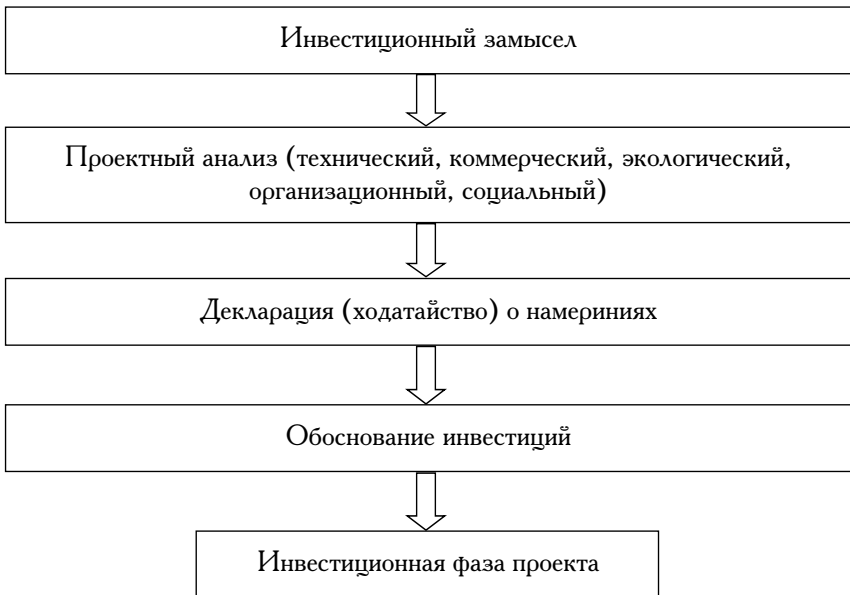 Инвестиционный замысел
Проектный анализ (технический, коммерческий, экологический,
организационный, социальный)
Декларация (ходатайство) о намериниях
Обоснование инвестиций
Инвестиционная фаза проекта